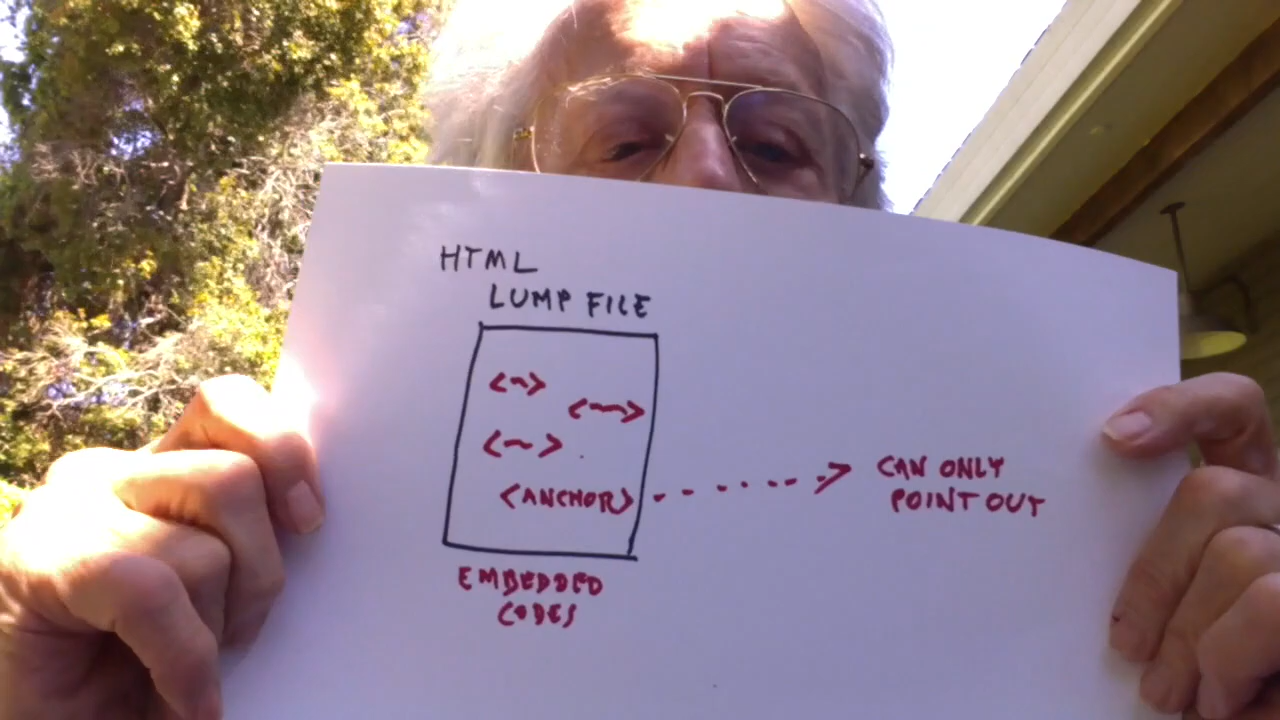 HTML
LUMP FILE
<~>
<~>
<~>
<ANCHOR>
CAN ONLY
POINT OUT
EMBEDDED
CODES